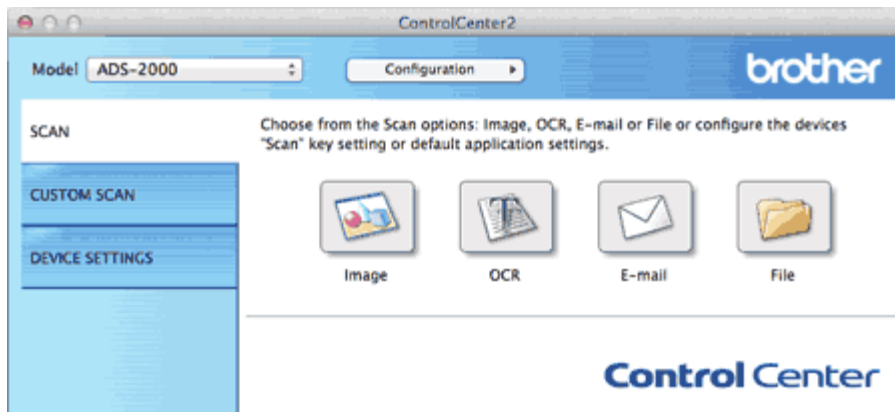 ControlCenter2
Model ADS-2000 Configuration brother
SCAN
Choose from the Scan options: Image, OCR, E-mail or File or configure the devices
"Scan" key setting or default application settings.
CUSTOM SCAN
DEVICE SETTINGS
Image OCR E-mail File
Control Center